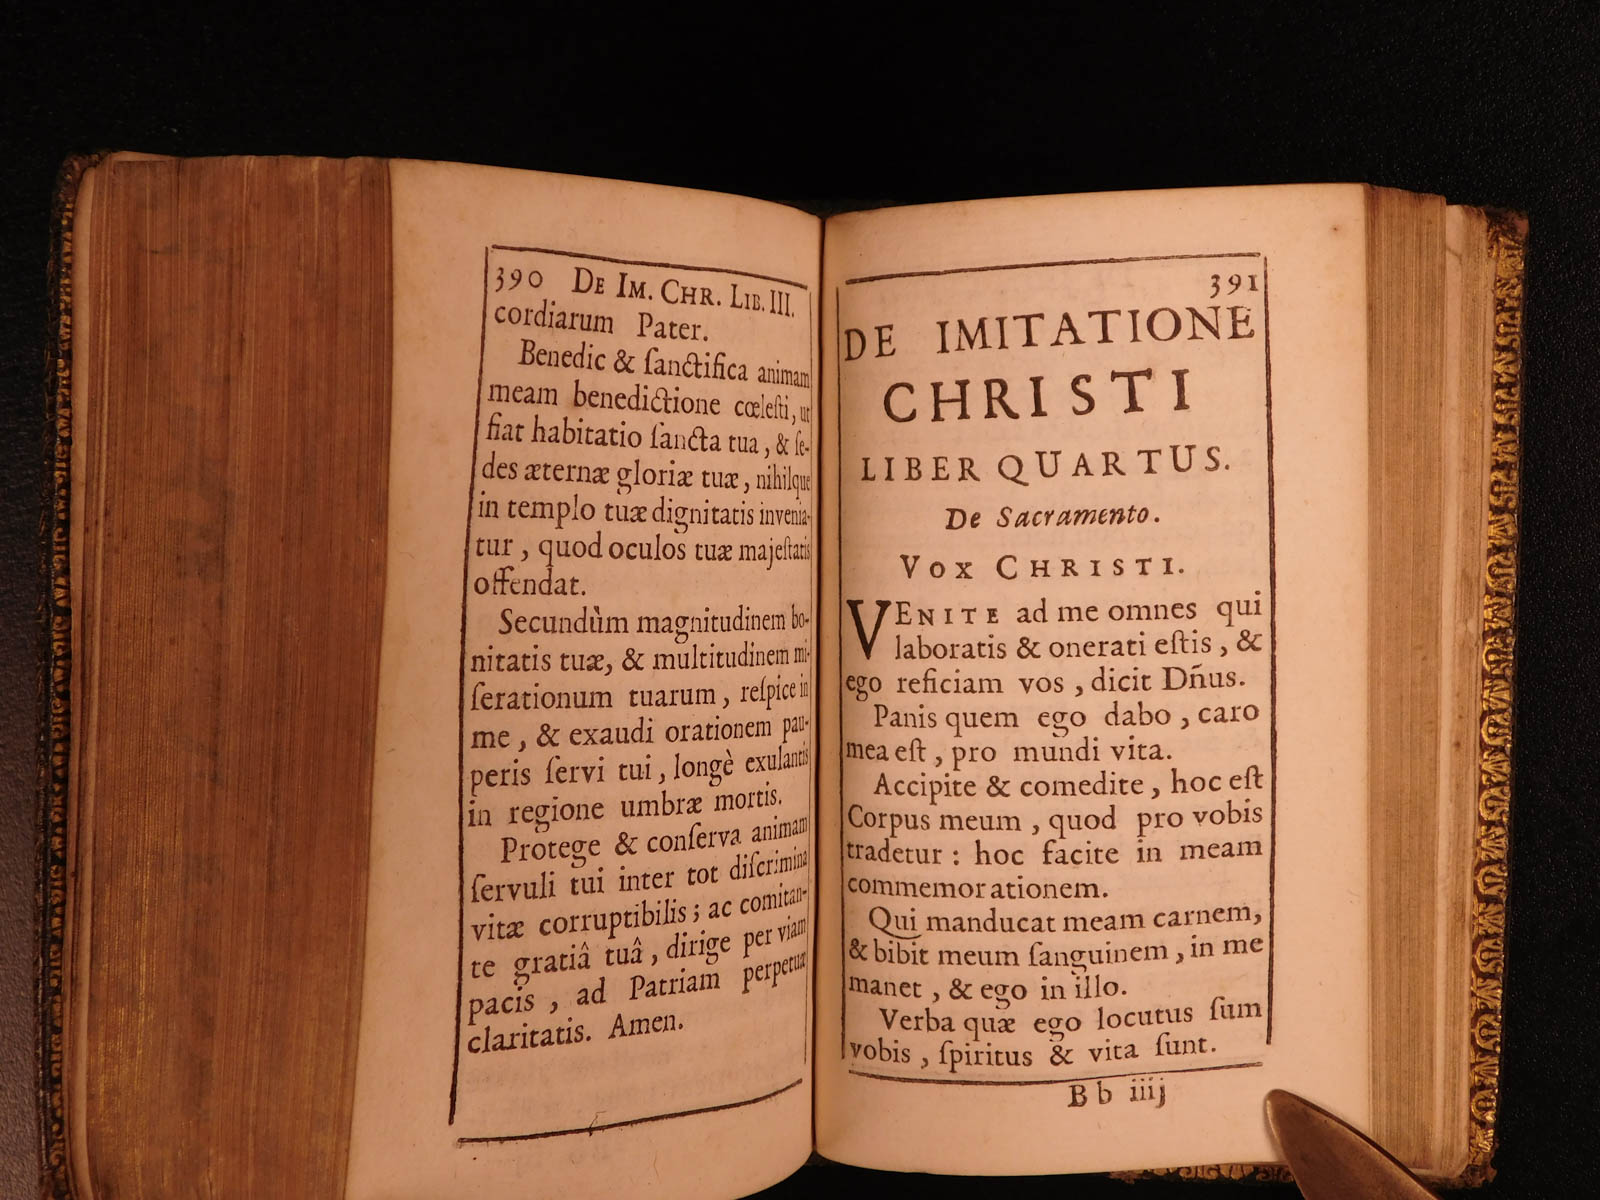 390 DE IM. CHR. LIB. III.
cordiarum Pater.
Benedic & ſanctifica animam
meam benedictione cœleſti, ut
fiat habitatio ſancta tua, & ſe-
des æternæ gloriæ tuæ, nihilque
in templo tuæ dignitatis invenia-
tur, quod oculos tuæ majeſtatis
offendat.
Secundùm magnitudinem bo-
nitatis tuæ, & multitudinem mi-
ſerationum tuarum, reſpice in
me, & exaudi orationem pau-
peris ſervi tui, longè exulantis
in regione umbræ mortis.
Protege & conſerva animam
ſervuli tui inter tot diſcrimina
vitæ corruptibilis; ac comitan-
te gratiâ tuâ, dirige per viam
pacis, ad Patriam perpetuæ
claritatis. Amen.
391
DE IMITATIONE
CHRISTI
LIBER QUARTUS.
De Sacramento.
VOX CHRISTI.
VENITE ad me omnes qui
laboratis & onerati eſtis, &
ego reficiam vos, dicit Dñus.
Panis quem ego dabo, caro
mea eſt, pro mundi vita.
Accipite & comedite, hoc eſt
Corpus meum, quod pro vobis
tradetur: hoc facite in meam
commemorationem.
Qui manducat meam carnem,
& bibit meum ſanguinem, in me
manet, & ego in illo.
Verba quæ ego locutus ſum
vobis, ſpiritus & vita ſunt.
Bb iiij